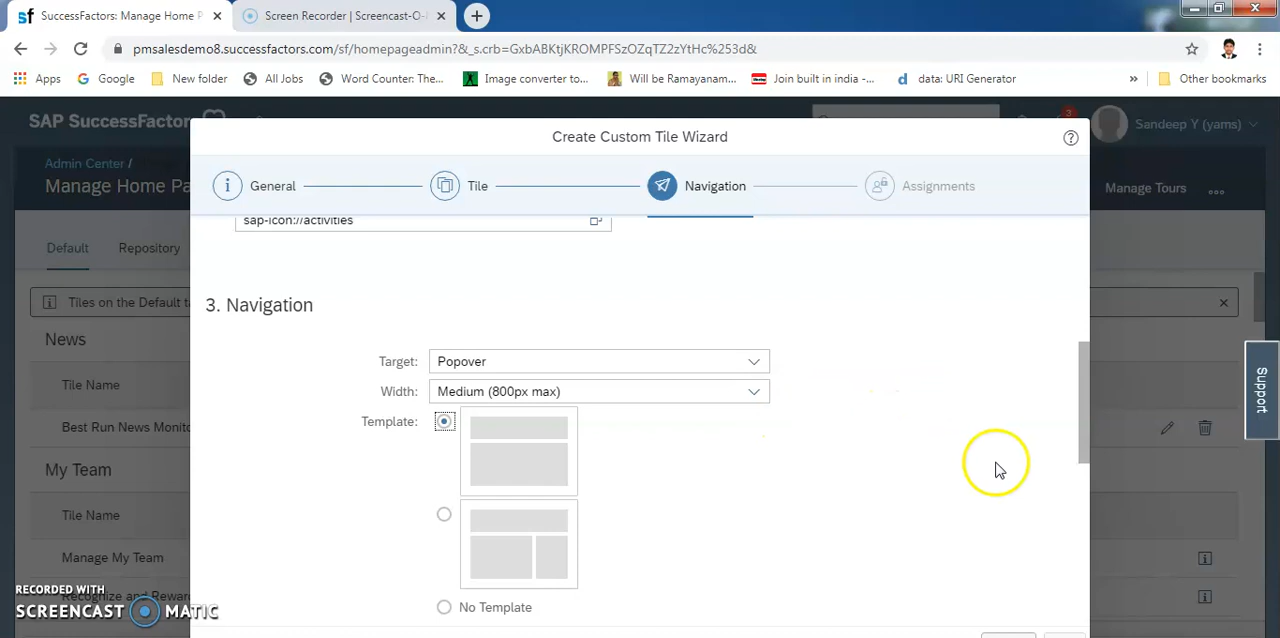 SuccessFactors: Manage Home P
Screen Recorder | Screencast-O-
pmsalesdemo8.successfactors.com/sf/homepageadmin?&_s.crb=GxbABKtjKROMPFSzOZqTZ2zYtHc%253d&
Apps
Google
New folder
All Jobs
Word Counter: The...
Image converter to...
Will be Ramayanam...
Join built in india -...
data: URI Generator
»
Other bookmarks
SAP SuccessFactor
3
Sandeep Y (yams)
Admin Center /
Manage Home Pa
Manage Tours
Create Custom Tile Wizard
General
Tile
Navigation
Assignments
sap-icon://activities
Default
Repository
Tiles on the Default ta
News
Tile Name
Best Run News Monito
My Team
Tile Name
Manage My Team
Recognize and Reward
3. Navigation
Target:
Popover
Width:
Medium (800px max)
Template:
No Template
Support
RECORDED WITH
SCREENCAST MATIC